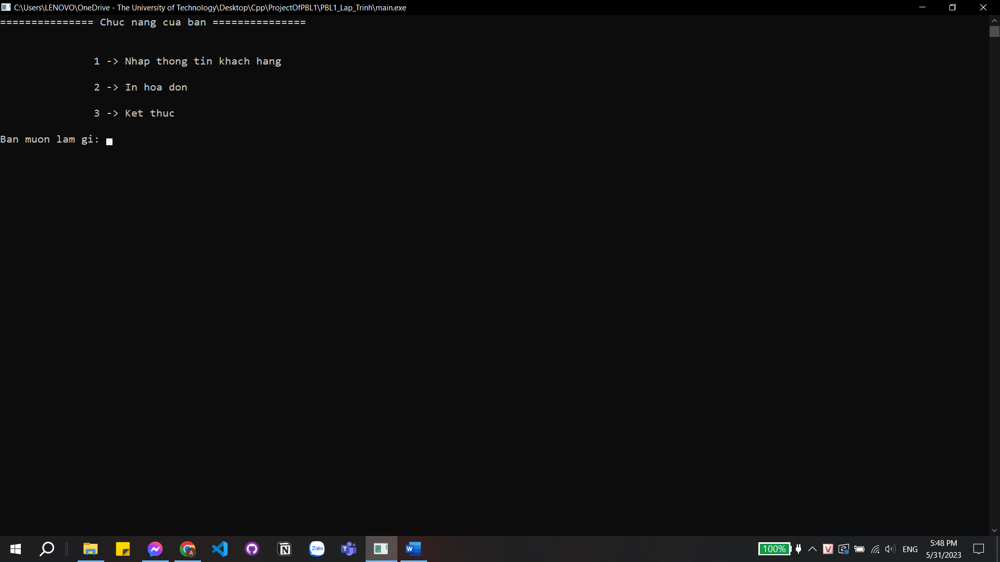 C:\Users\LENOVO\OneDrive - The University of Technology\Desktop\Cpp\ProjectOfPBL1\PBL1_Lap_Trinh\main.exe
=============== Chuc nang cua ban ===============
1 -> Nhap thong tin khach hang
2 -> In hoa don
3 -> Ket thuc
Ban muon lam gi:
Zalo
100%
ENG
5:48 PM
5/31/2023